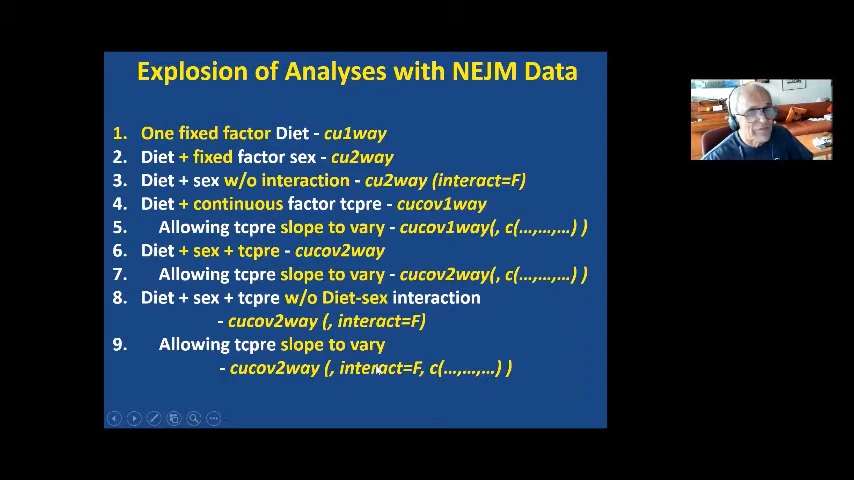 Explosion of Analyses with NEJM Data
1. One fixed factor Diet - cu1way
2. Diet + fixed factor sex - cu2way
3. Diet + sex w/o interaction - cu2way (interact=F)
4. Diet + continuous factor tcpre - cucov1way
5. Allowing tcpre slope to vary - cucov1way(, c(...,...,...) )
6. Diet + sex + tcpre - cucov2way
7. Allowing tcpre slope to vary - cucov2way(, c(...,...,...) )
8. Diet + sex + tcpre w/o Diet-sex interaction
- cucov2way (, interact=F)
9. Allowing tcpre slope to vary
- cucov2way (, interact=F, c(...,...,...) )